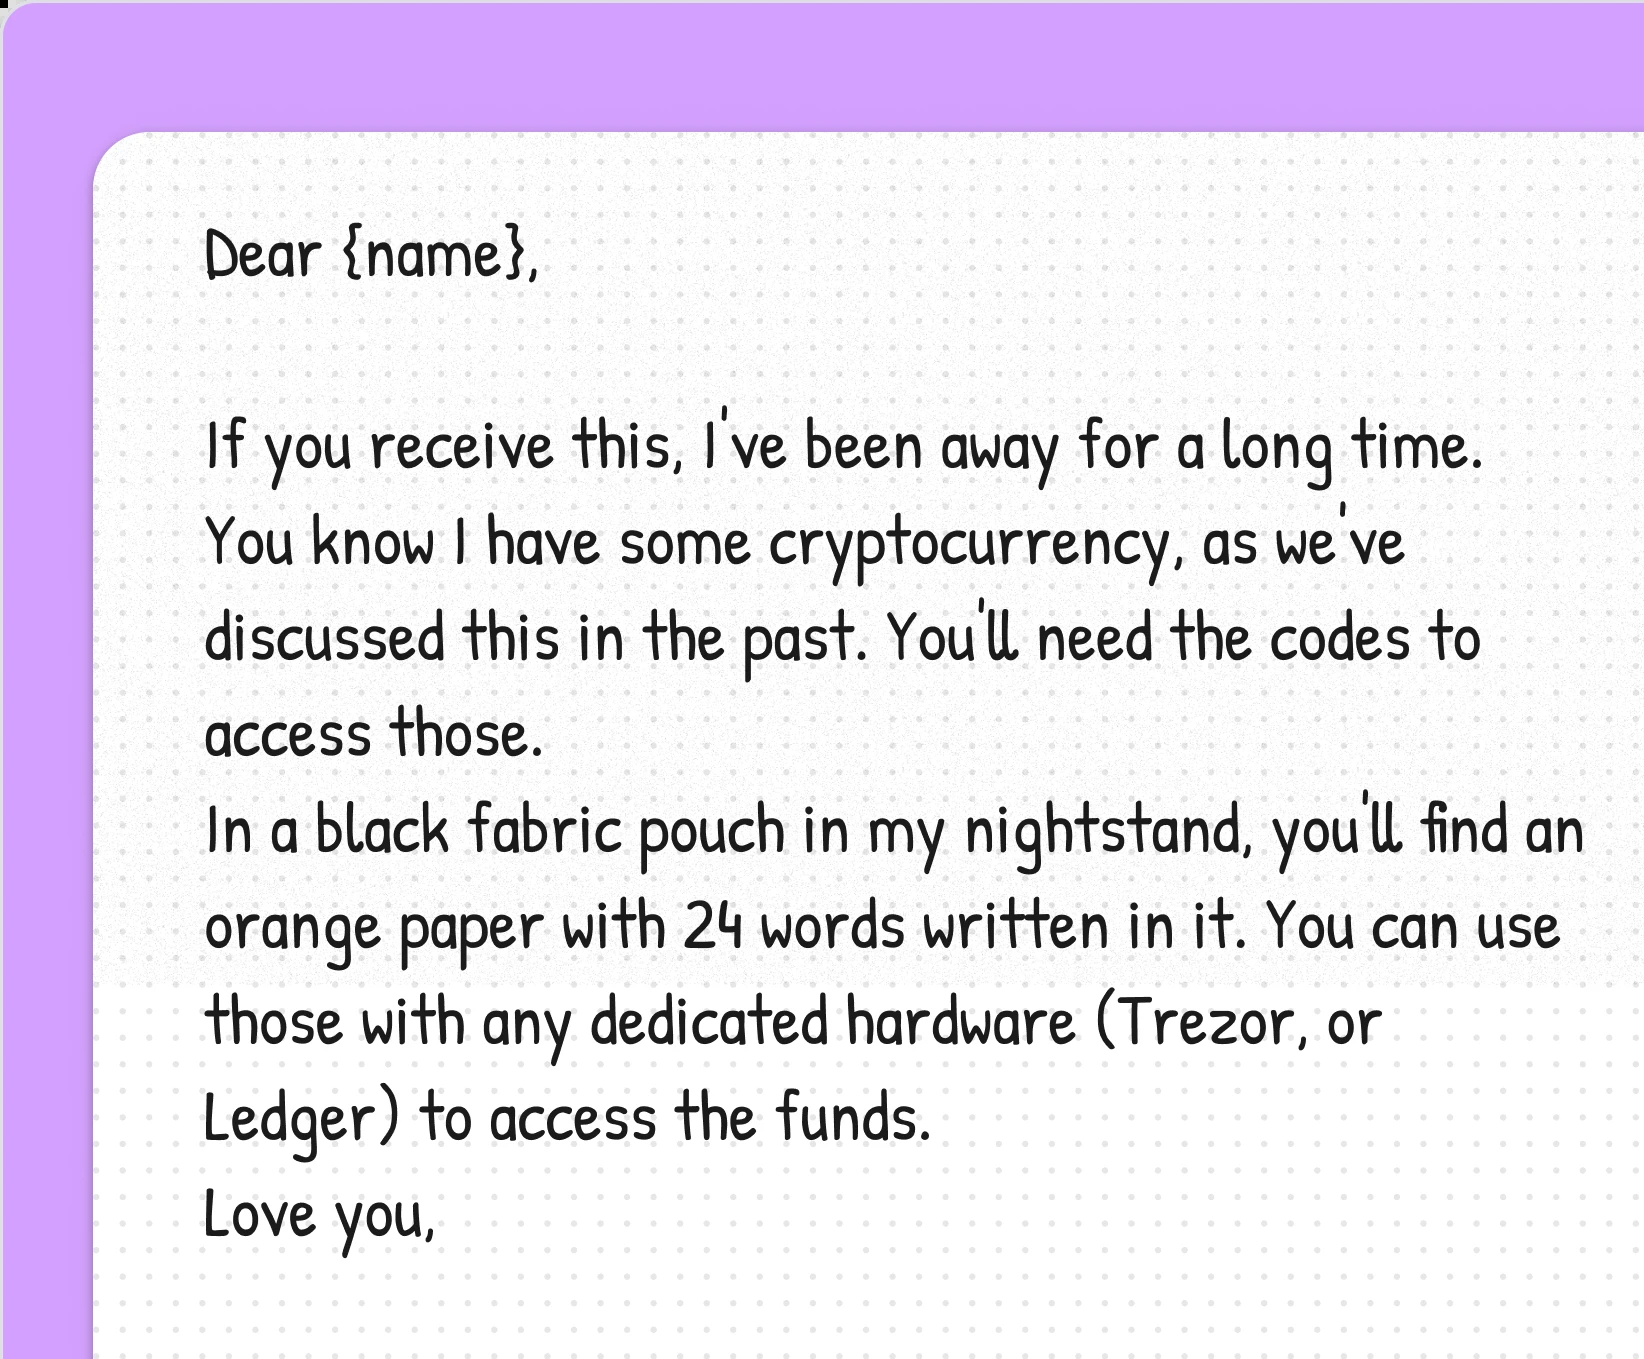 Dear {name},
If you receive this, I've been away for a long time.
You know I have some cryptocurrency, as we've
discussed this in the past. You'll need the codes to
access those.
In a black fabric pouch in my nightstand, you'll find an
orange paper with 24 words written in it. You can use
those with any dedicated hardware (Trezor, or
Ledger) to access the funds.
Love you,